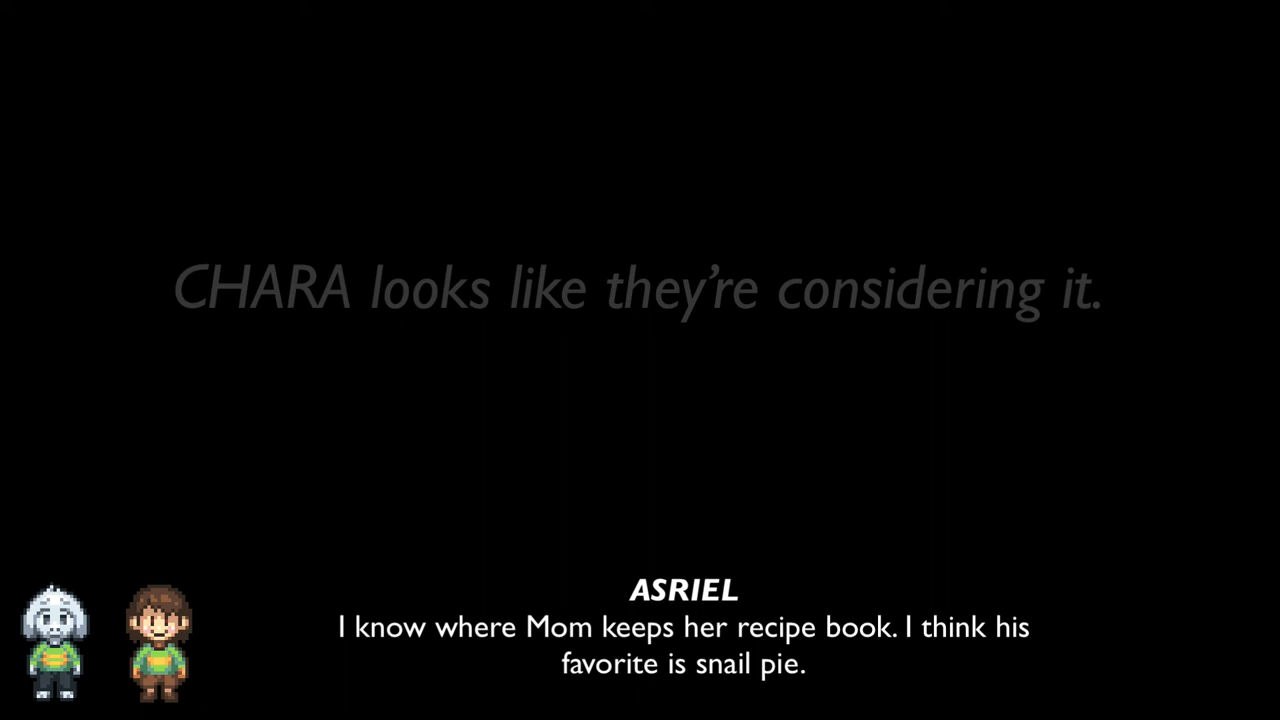 CHARA looks like they’re considering it.
ASRIEL
I know where Mom keeps her recipe book. I think his
favorite is snail pie.